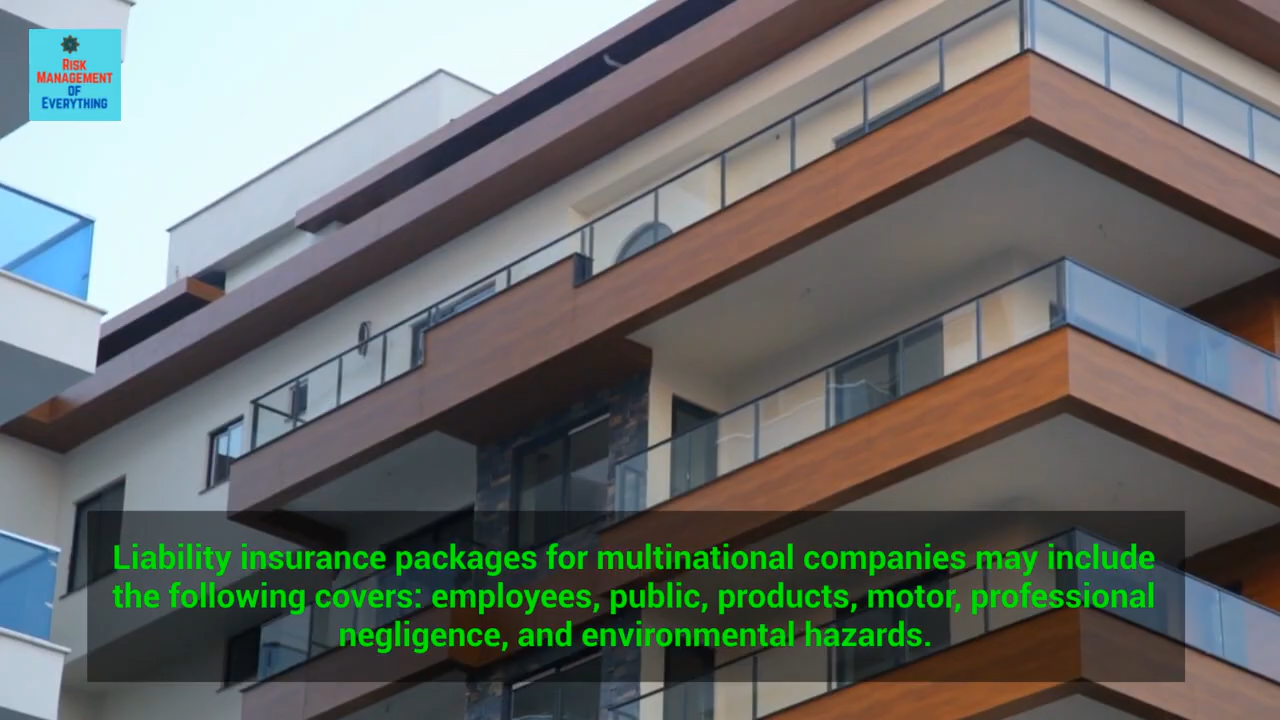 Risk
Management
of
Everything
Liability insurance packages for multinational companies may include
the following covers: employees, public, products, motor, professional
negligence, and environmental hazards.